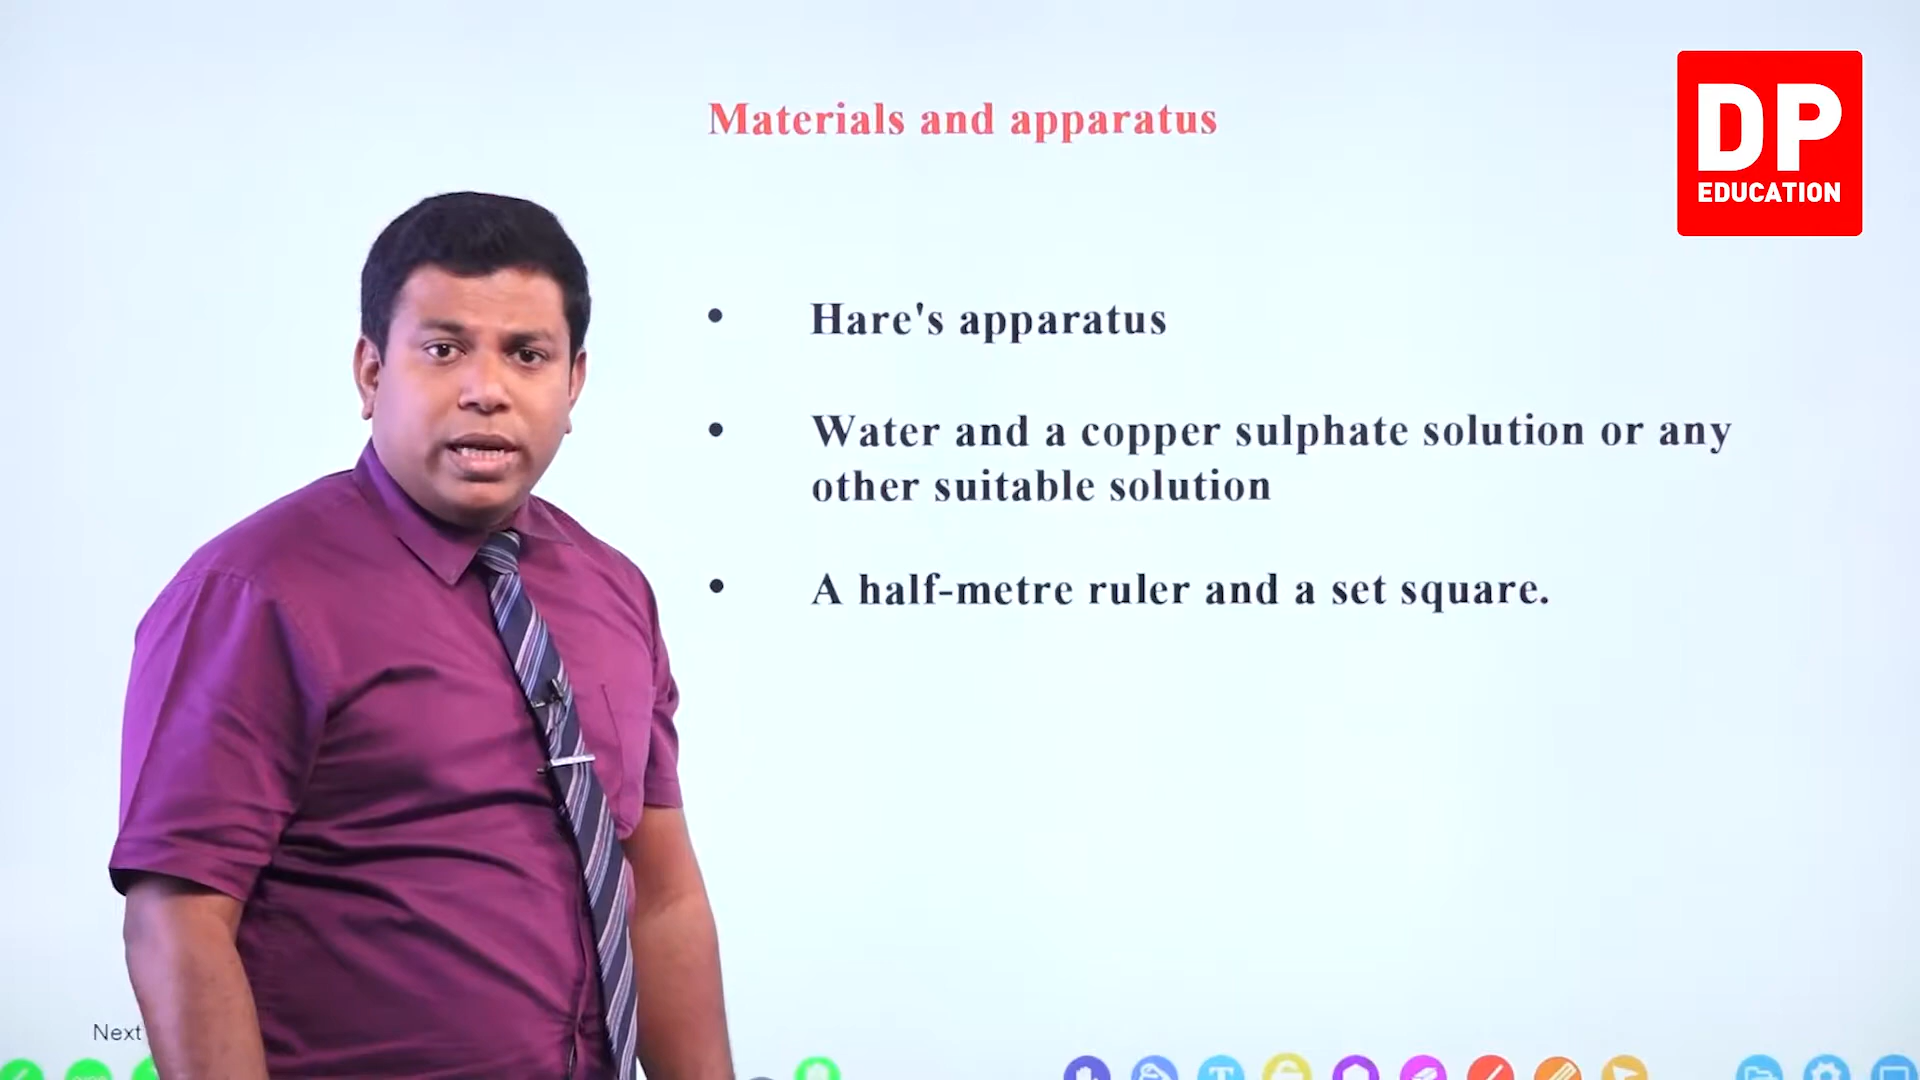 Materials and apparatus
DP
EDUCATION
• Hare's apparatus
• Water and a copper sulphate solution or any
other suitable solution
• A half-metre ruler and a set square.
Next